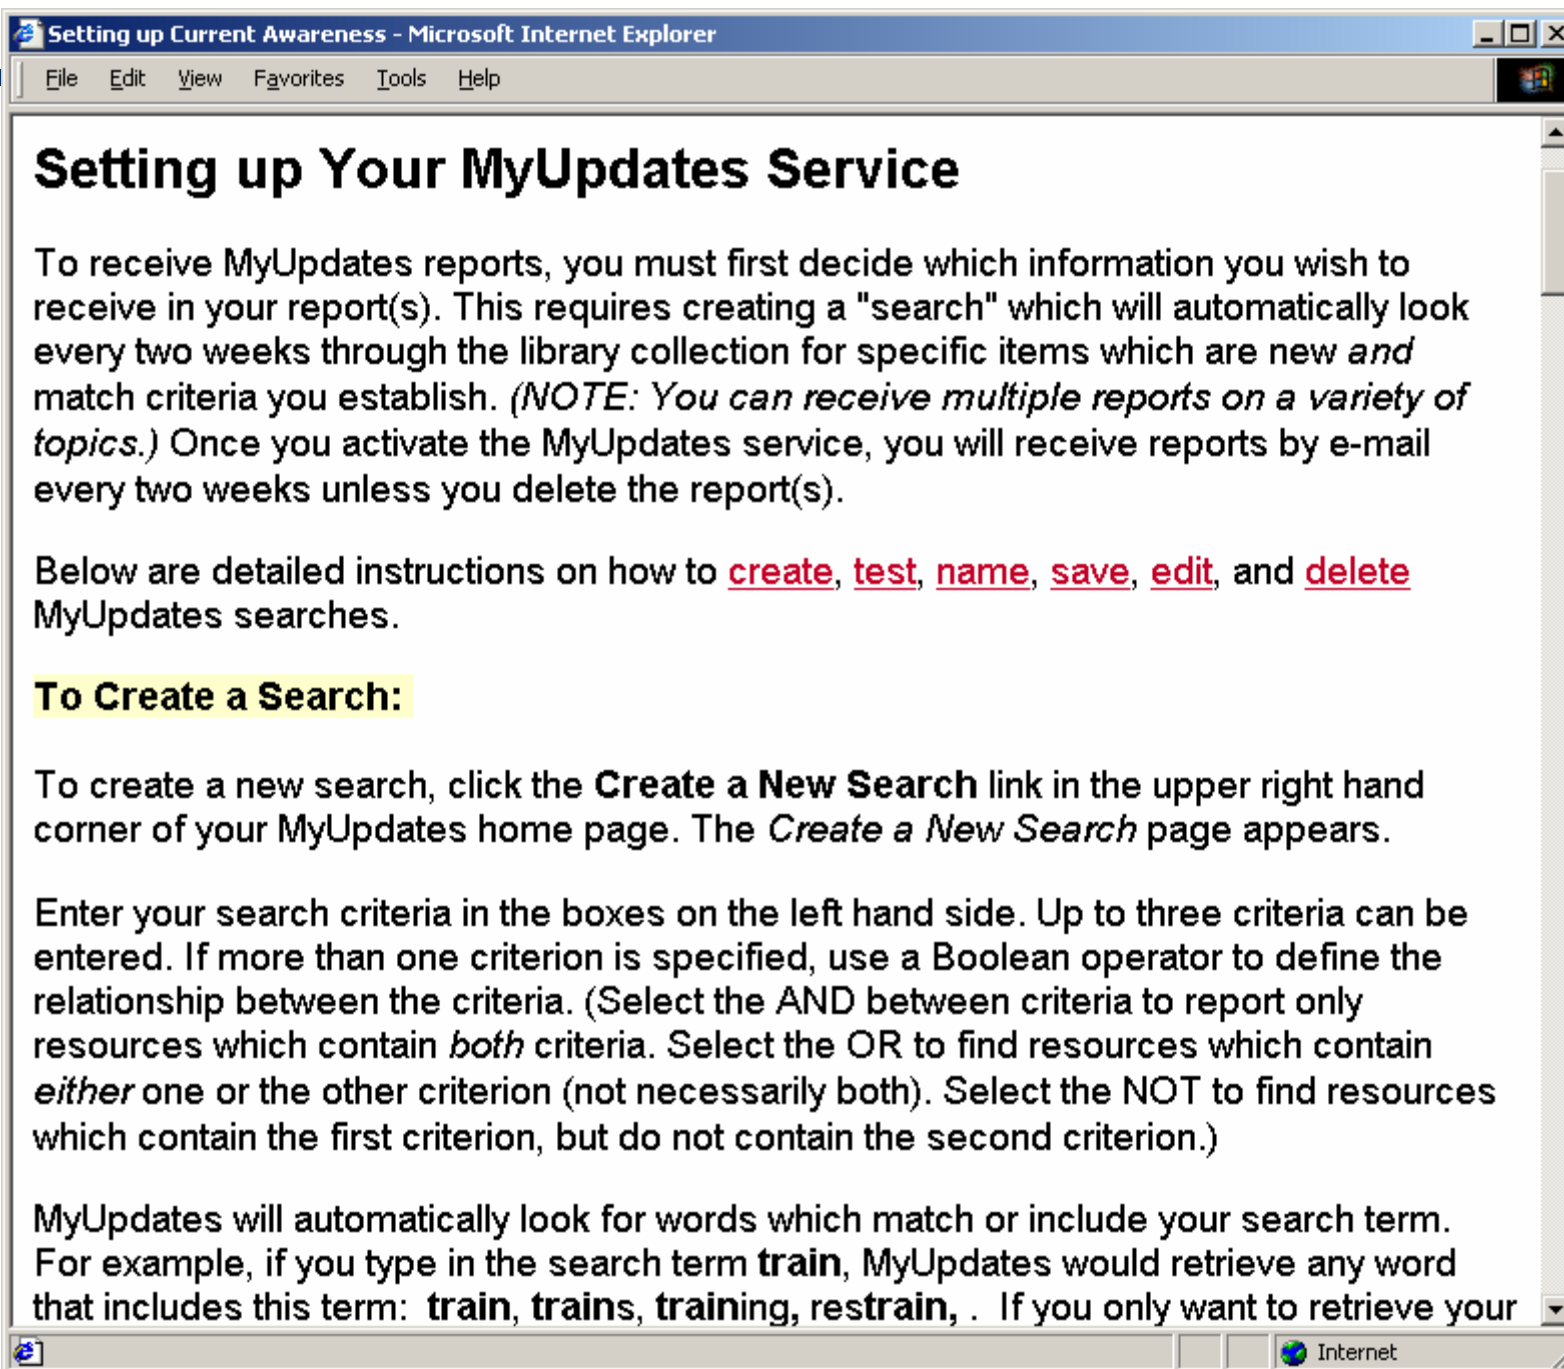 Setting up Current Awareness - Microsoft Internet Explorer
File Edit View Favorites Tools Help
Setting up Your MyUpdates Service
To receive MyUpdates reports, you must first decide which information you wish to
receive in your report(s). This requires creating a "search" which will automatically look
every two weeks through the library collection for specific items which are new and
match criteria you establish. (NOTE: You can receive multiple reports on a variety of
topics.) Once you activate the MyUpdates service, you will receive reports by e-mail
every two weeks unless you delete the report(s).
Below are detailed instructions on how to create, test, name, save, edit, and delete
MyUpdates searches.
To Create a Search:
To create a new search, click the Create a New Search link in the upper right hand
corner of your MyUpdates home page. The Create a New Search page appears.
Enter your search criteria in the boxes on the left hand side. Up to three criteria can be
entered. If more than one criterion is specified, use a Boolean operator to define the
relationship between the criteria. (Select the AND between criteria to report only
resources which contain both criteria. Select the OR to find resources which contain
either one or the other criterion (not necessarily both). Select the NOT to find resources
which contain the first criterion, but do not contain the second criterion.)
MyUpdates will automatically look for words which match or include your search term.
For example, if you type in the search term train, MyUpdates would retrieve any word
that includes this term: train, trains, training, restrain, . If you only want to retrieve your
Internet